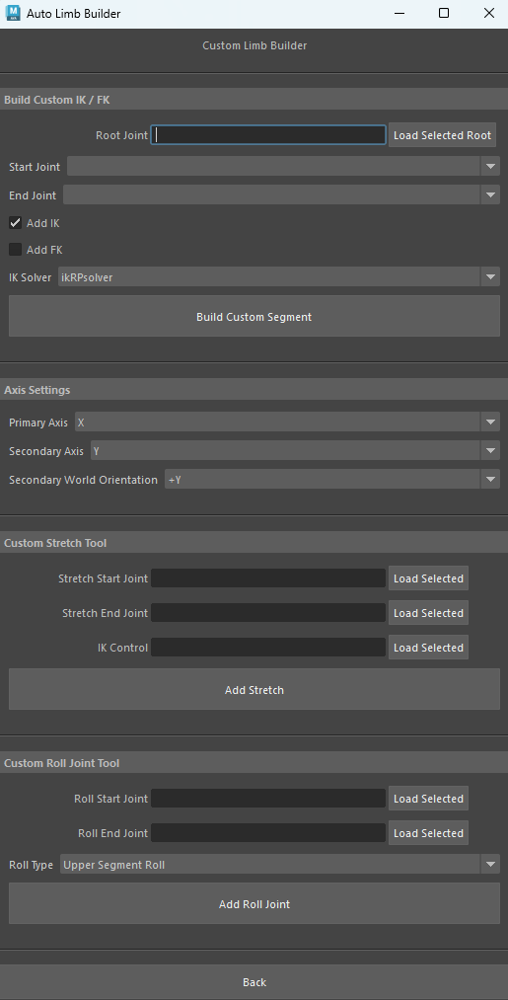 Auto Limb Builder
Custom Limb Builder
Build Custom IK / FK
Root Joint Load Selected Root
Start Joint
End Joint
Add IK
Add FK
IK Solver ikRPsolver
Build Custom Segment
Axis Settings
Primary Axis X
Secondary Axis Y
Secondary World Orientation +Y
Custom Stretch Tool
Stretch Start Joint Load Selected
Stretch End Joint Load Selected
IK Control Load Selected
Add Stretch
Custom Roll Joint Tool
Roll Start Joint Load Selected
Roll End Joint Load Selected
Roll Type Upper Segment Roll
Add Roll Joint
Back